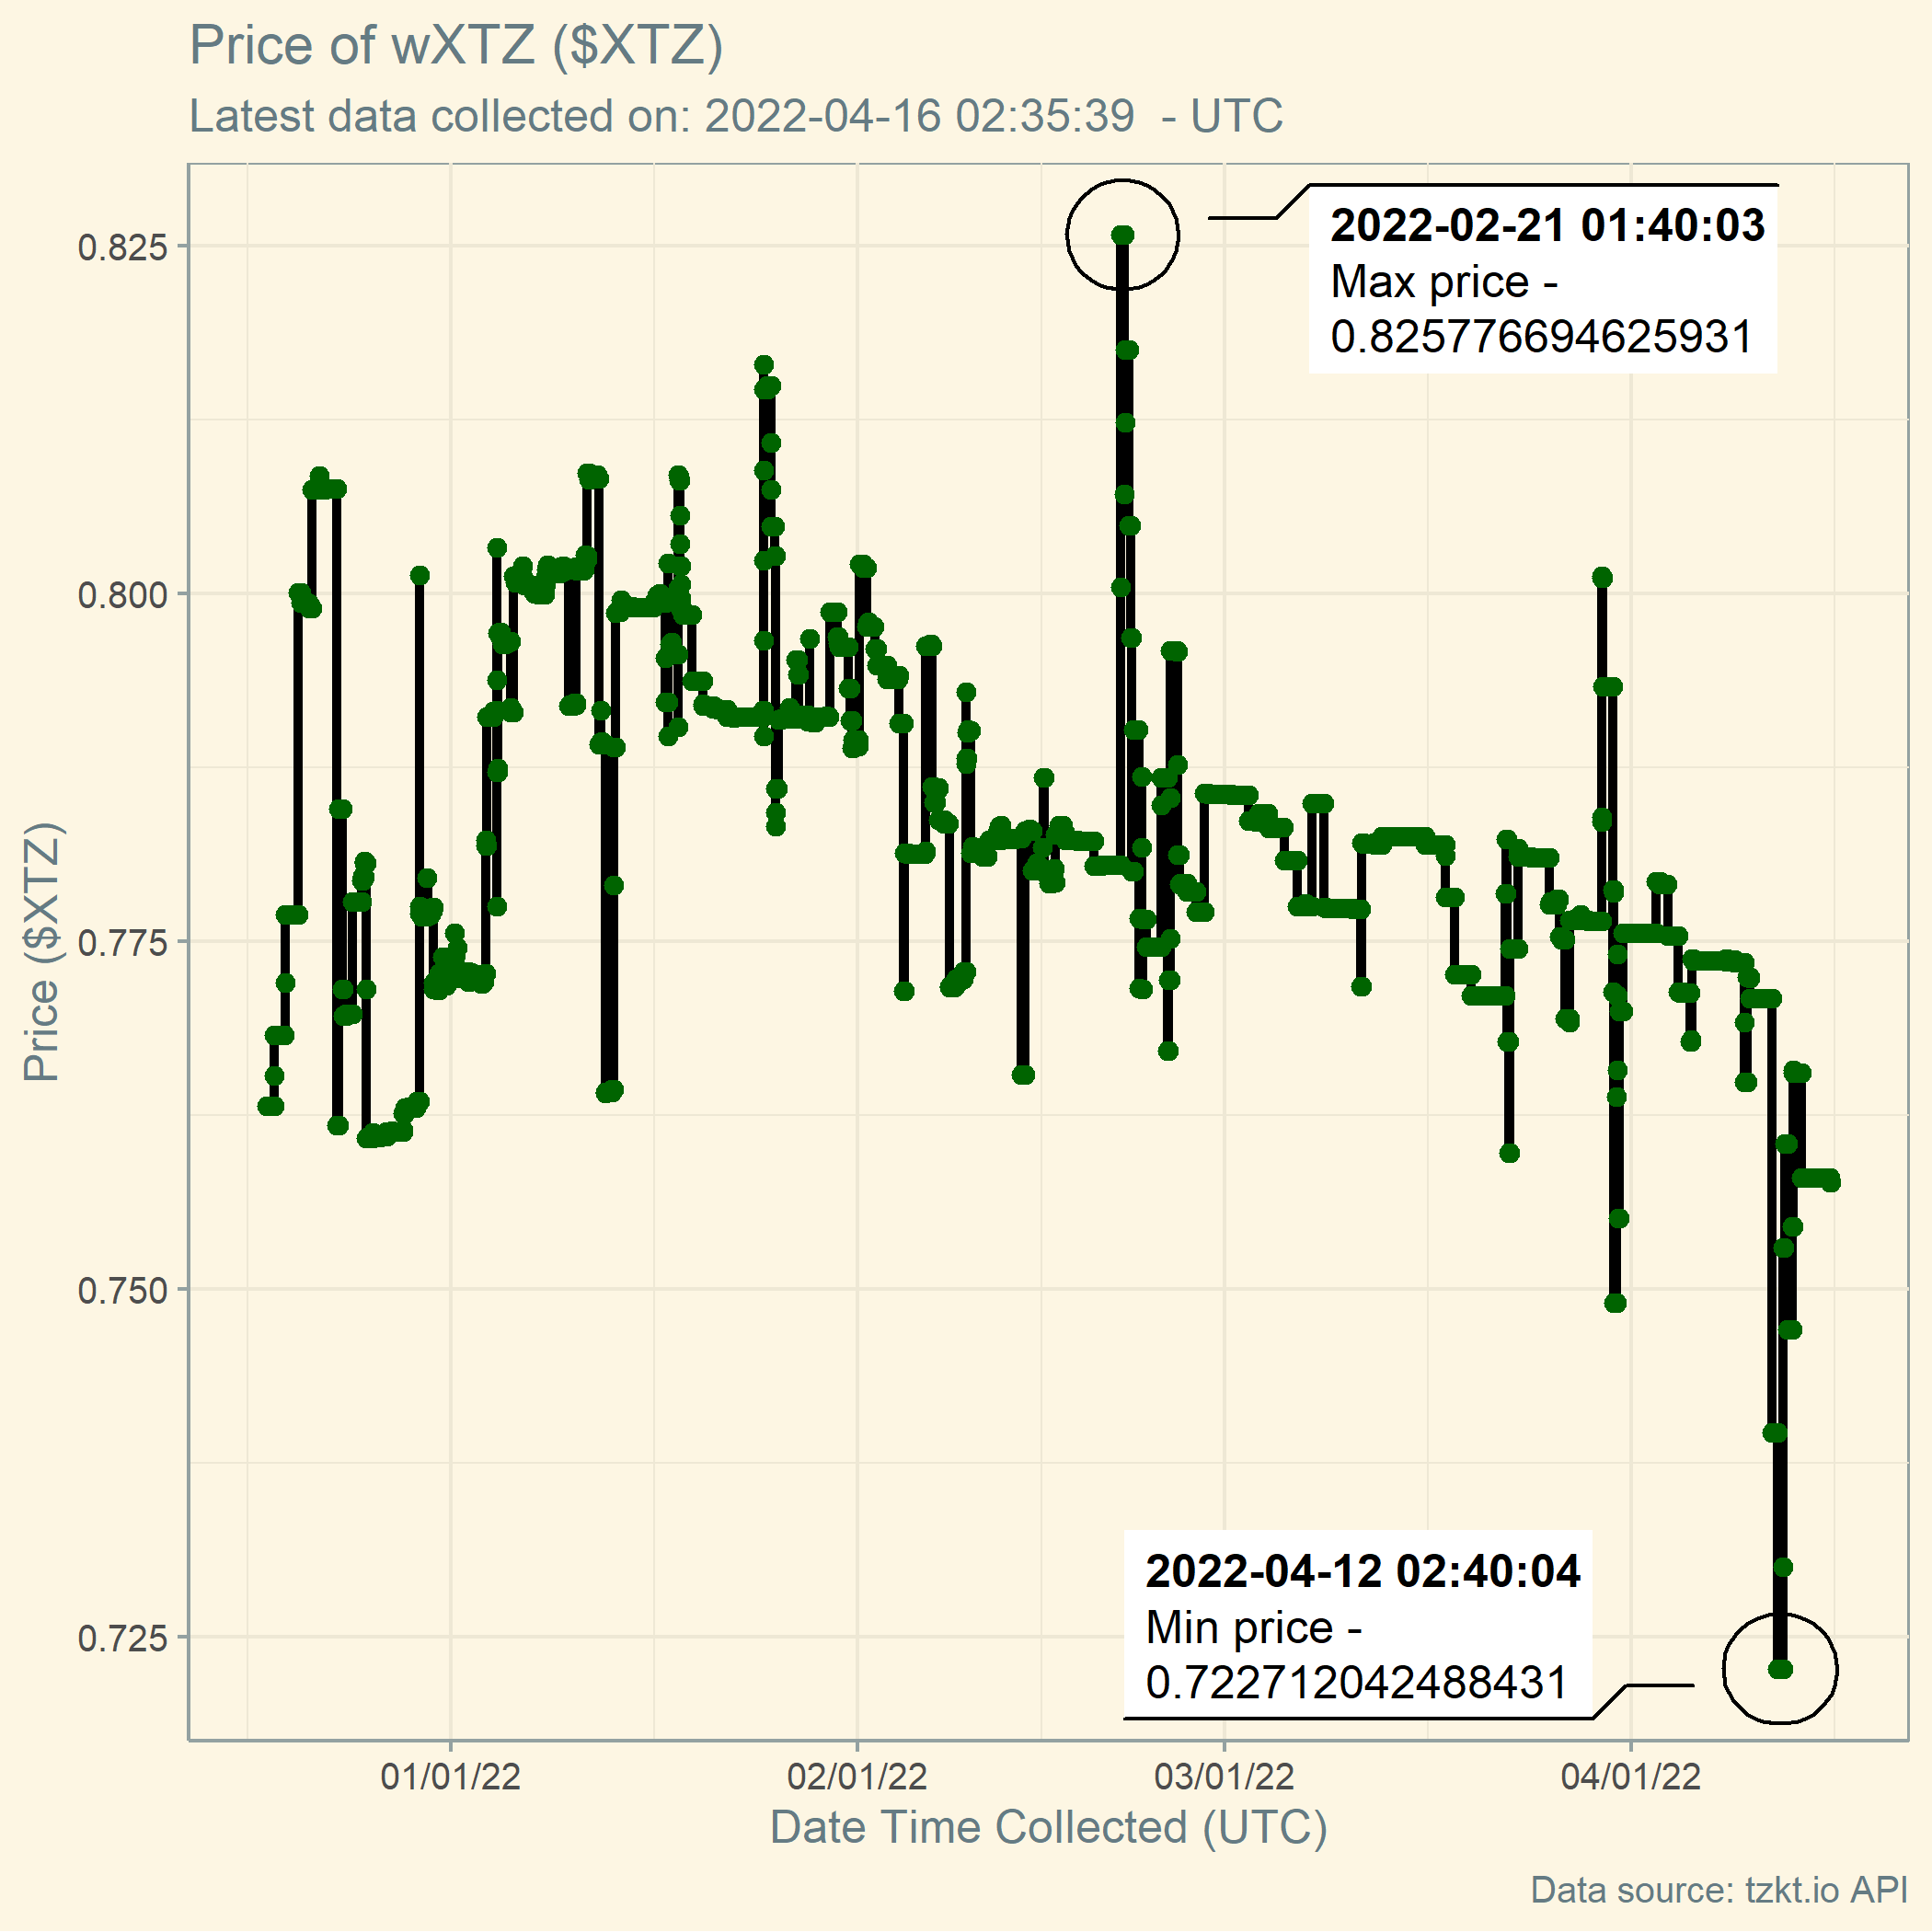 Price of wXTZ ($XTZ)
Latest data collected on: 2022-04-16 02:35:39  - UTC
2022-02-21 01:40:03
Max price -
0.825776694625931
0.825
0.800
0.775
0.750
0.725
Price ($XTZ)
2022-04-12 02:40:04
Min price -
0.722712042488431
01/01/22
02/01/22
03/01/22
04/01/22
Date Time Collected (UTC)
Data source: tzkt.io API